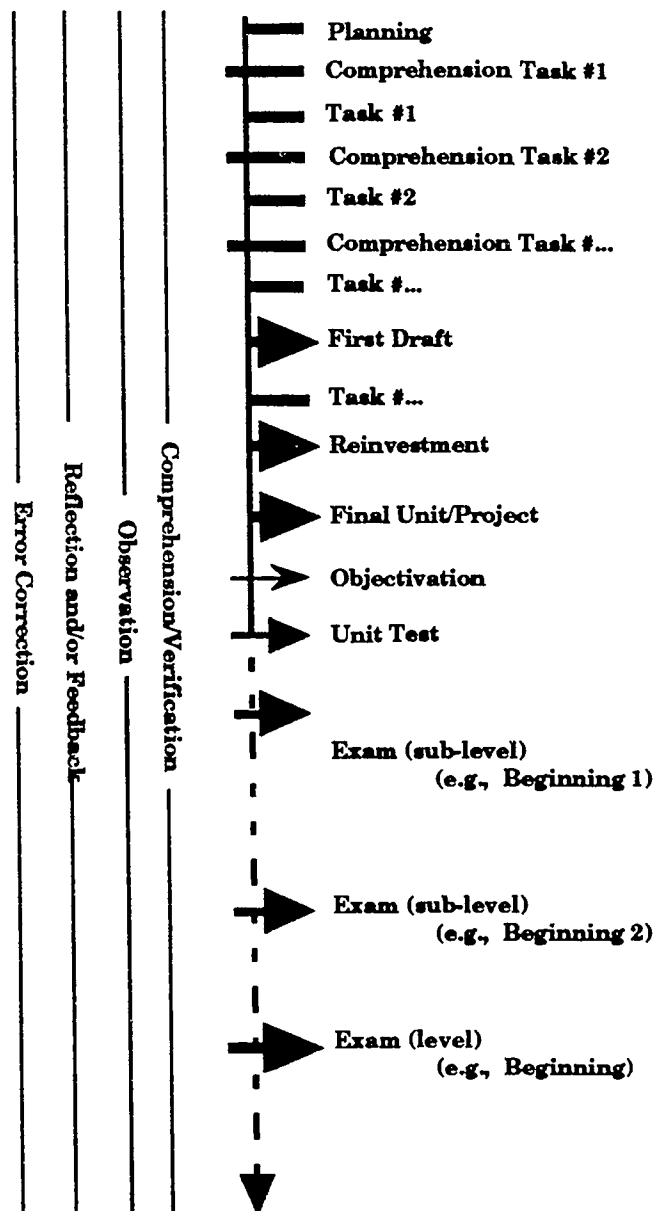 Planning
Comprehension Task #1
Task #1
Comprehension Task #2
Task #2
Comprehension Task #...
Task #...
First Draft
Task #...
Reinvestment
Final Unit/Project
Objectivation
Unit Test
Exam (sub-level)
(e.g., Beginning 1)
Exam (sub-level)
(e.g., Beginning 2)
Exam (level)
(e.g., Beginning)
Error Correction
Reflection and/or Feedback
Observation
Comprehension/Verification